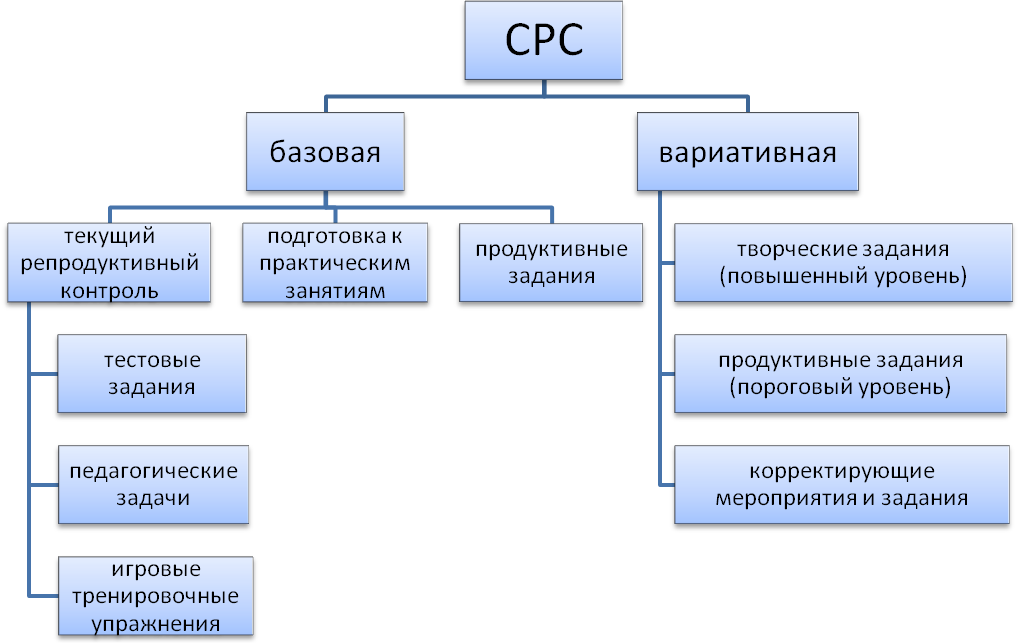 СРС
базовая
вариативная
текущий
репродуктивный
контроль
подготовка к
практическим
занятиям
продуктивные
задания
творческие задания
(повышенный уровень)
тестовые
задания
продуктивные задания
(пороговый уровень)
педагогические
задачи
корректирующие
мероприятия и задания
игровые
тренировочные
упражнения